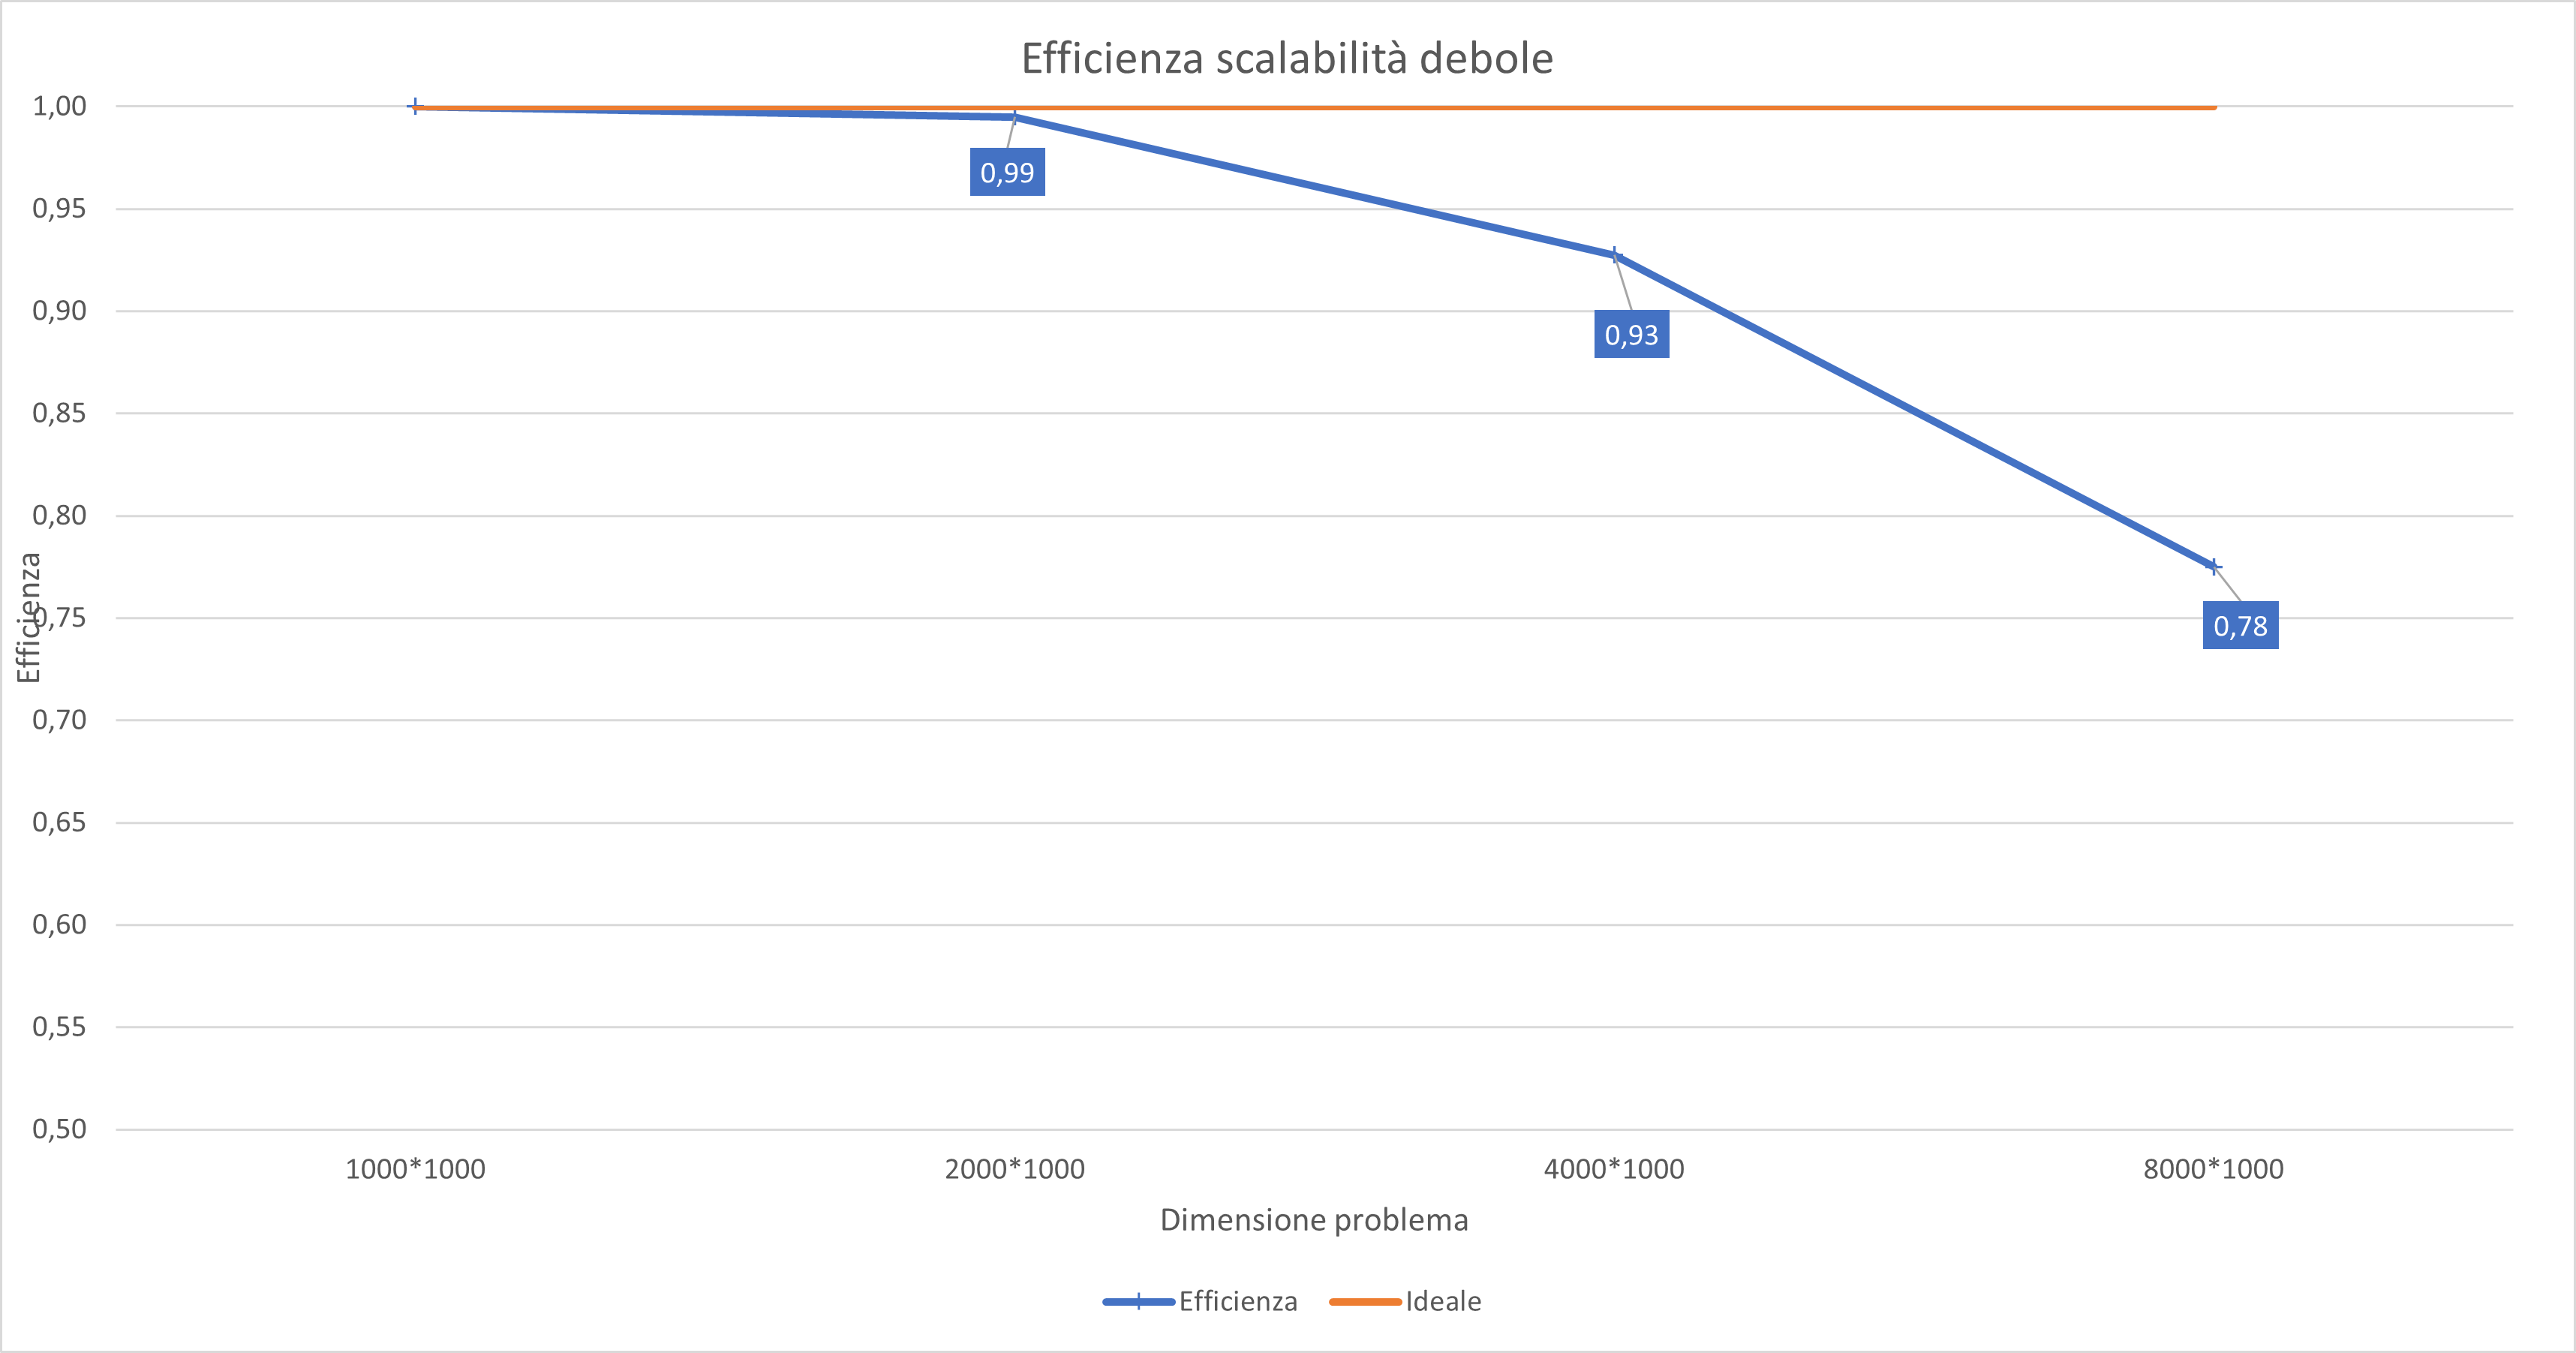 Efficienza scalabilità debole
1,00
0,95
0,90
0,85
0,80
0,75
0,70
0,65
0,60
0,55
0,50
Efficienza
0,99
0,93
0,78
1000*1000 2000*1000 4000*1000 8000*1000
Dimensione problema
Efficienza Ideale